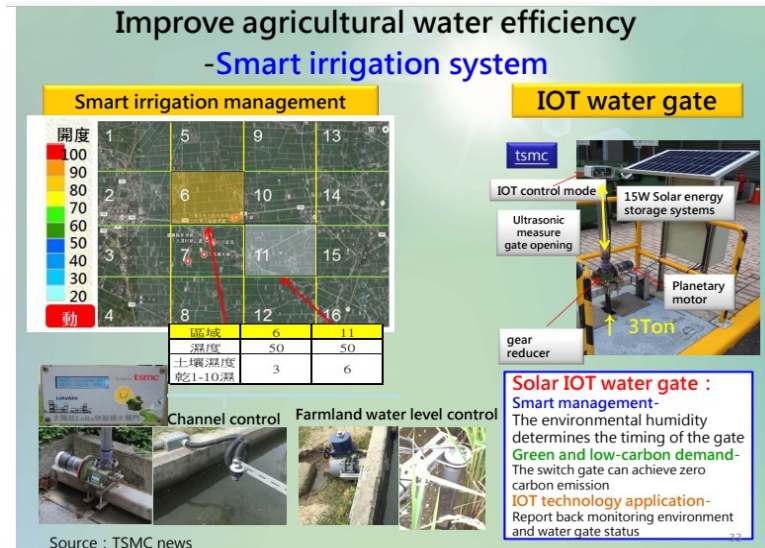 Improve agricultural water efficiency
-Smart irrigation system
Smart irrigation management
IOT water gate
開度
100
90
80
70
60
50
40
30
20
動
1 5 9 13
2 6 10 14
3 7 11 15
4 8 12 16
區域 6 11
濕度 50 50
土壤濕度
乾1-10濕 3 6
tsmc
IOT control mode
15W Solar energy
storage systems
Ultrasonic
measure
gate opening
Planetary
motor
3Ton
gear
reducer
tsmc
Channel control
Farmland water level control
Solar IOT water gate：
Smart management-
The environmental humidity
determines the timing of the gate
Green and low-carbon demand-
The switch gate can achieve zero
carbon emission
IOT technology application-
Report back monitoring environment
and water gate status
33
Source：TSMC news